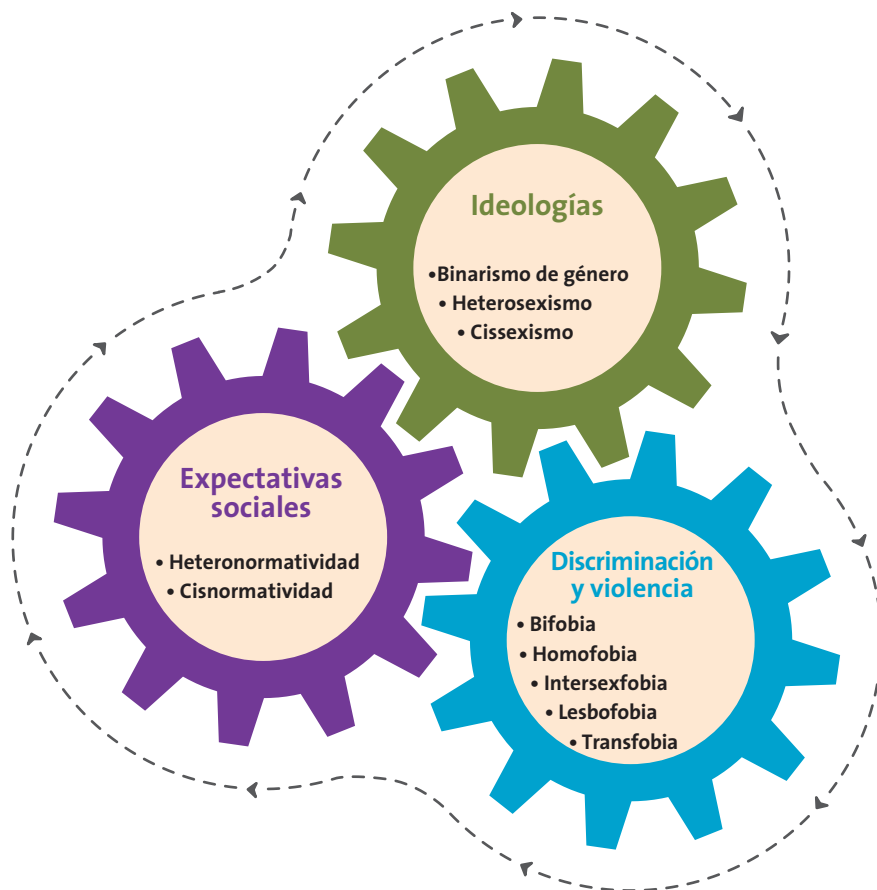 Ideologías
•Binarismo de género
• Heterosexismo
• Cissexismo
Expectativas
sociales
• Heteronormatividad
• Cisnormatividad
Discriminación
y violencia
• Bifobia
• Homofobia
• Intersexfobia
• Lesbofobia
• Transfobia